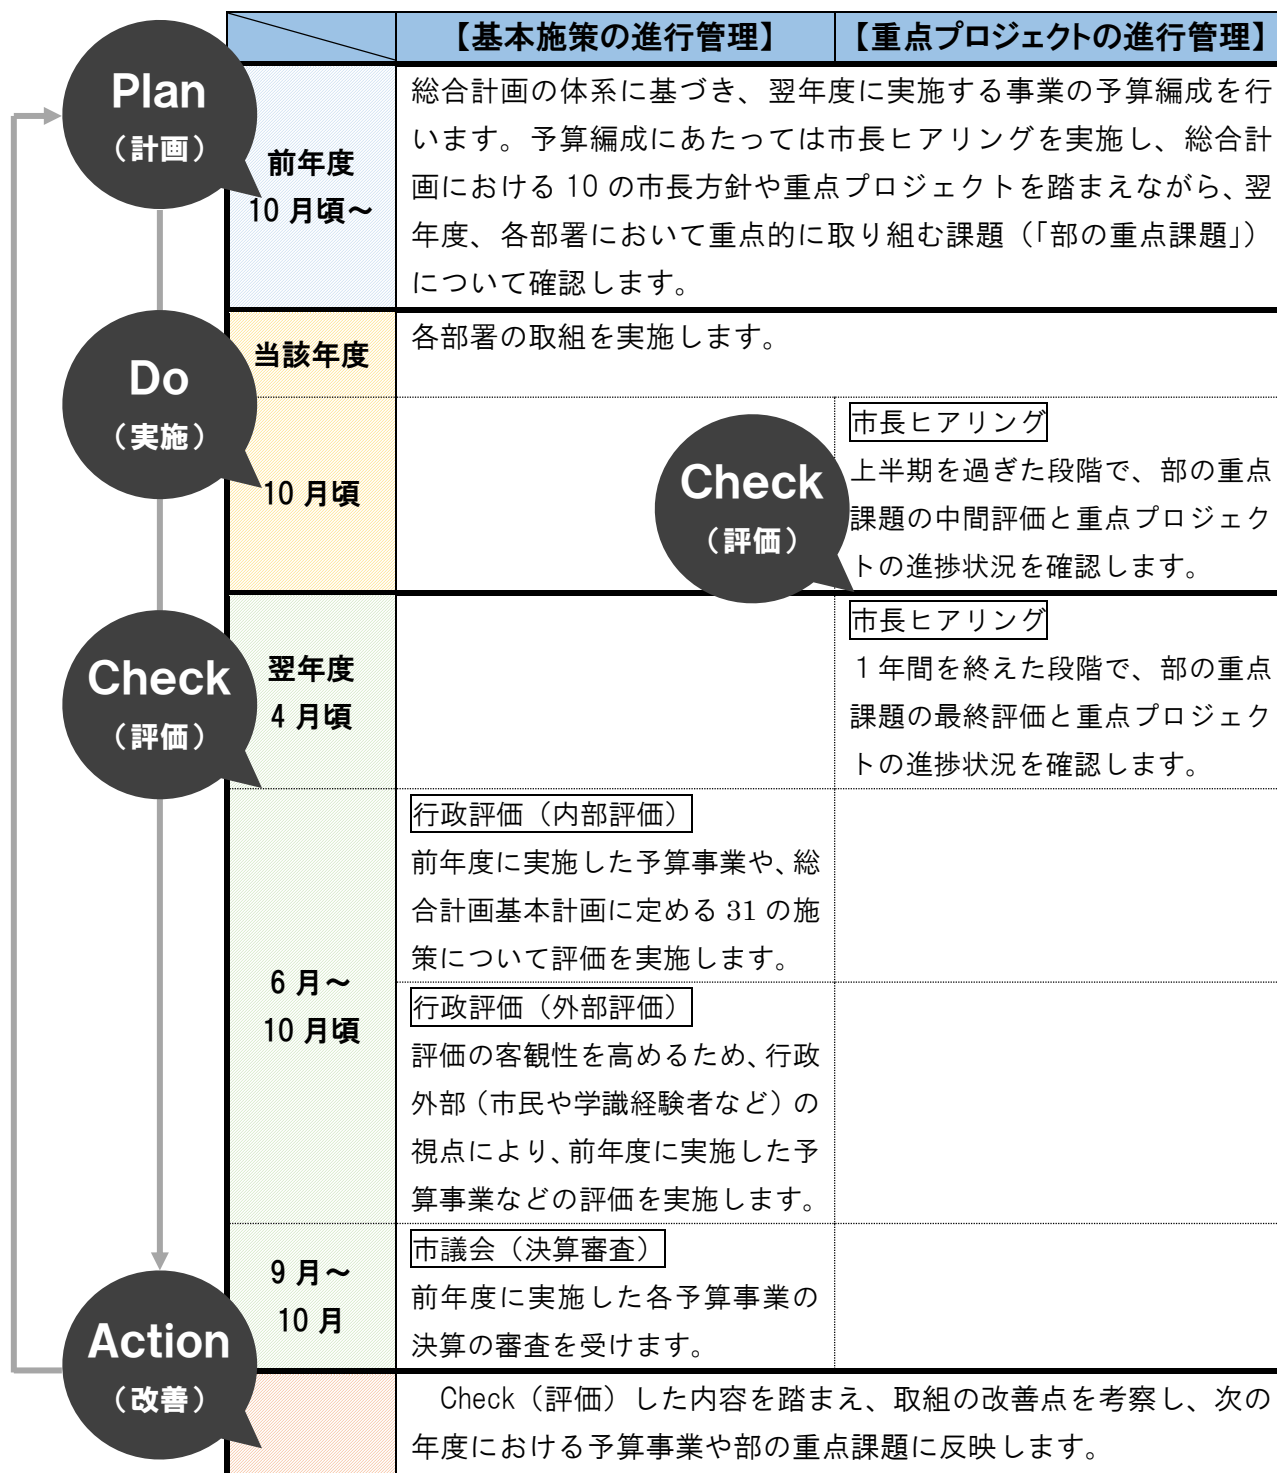 【基本施策の進行管理】
【重点プロジェクトの進行管理】
Plan
（計画）
前年度
10 月頃～
総合計画の体系に基づき、翌年度に実施する事業の予算編成を行
います。予算編成にあたっては市長ヒアリングを実施し、総合計
画における 10 の市長方針や重点プロジェクトを踏まえながら、翌
年度、各部署において重点的に取り組む課題（「部の重点課題」）
について確認します。
Do
（実施）
当該年度
各部署の取組を実施します。
10 月頃
Check
（評価）
市長ヒアリング
上半期を過ぎた段階で、部の重点
課題の中間評価と重点プロジェク
トの進捗状況を確認します。
Check
（評価）
翌年度
4 月頃
市長ヒアリング
１年間を終えた段階で、部の重点
課題の最終評価と重点プロジェク
トの進捗状況を確認します。
6 月～
10 月頃
行政評価（内部評価）
前年度に実施した予算事業や、総
合計画基本計画に定める 31 の施
策について評価を実施します。
行政評価（外部評価）
評価の客観性を高めるため、行政
外部（市民や学識経験者など）の
視点により、前年度に実施した予
算事業などの評価を実施します。
9 月～
10 月
市議会（決算審査）
前年度に実施した各予算事業の
決算の審査を受けます。
Action
（改善）
Check（評価）した内容を踏まえ、取組の改善点を考察し、次の
年度における予算事業や部の重点課題に反映します。